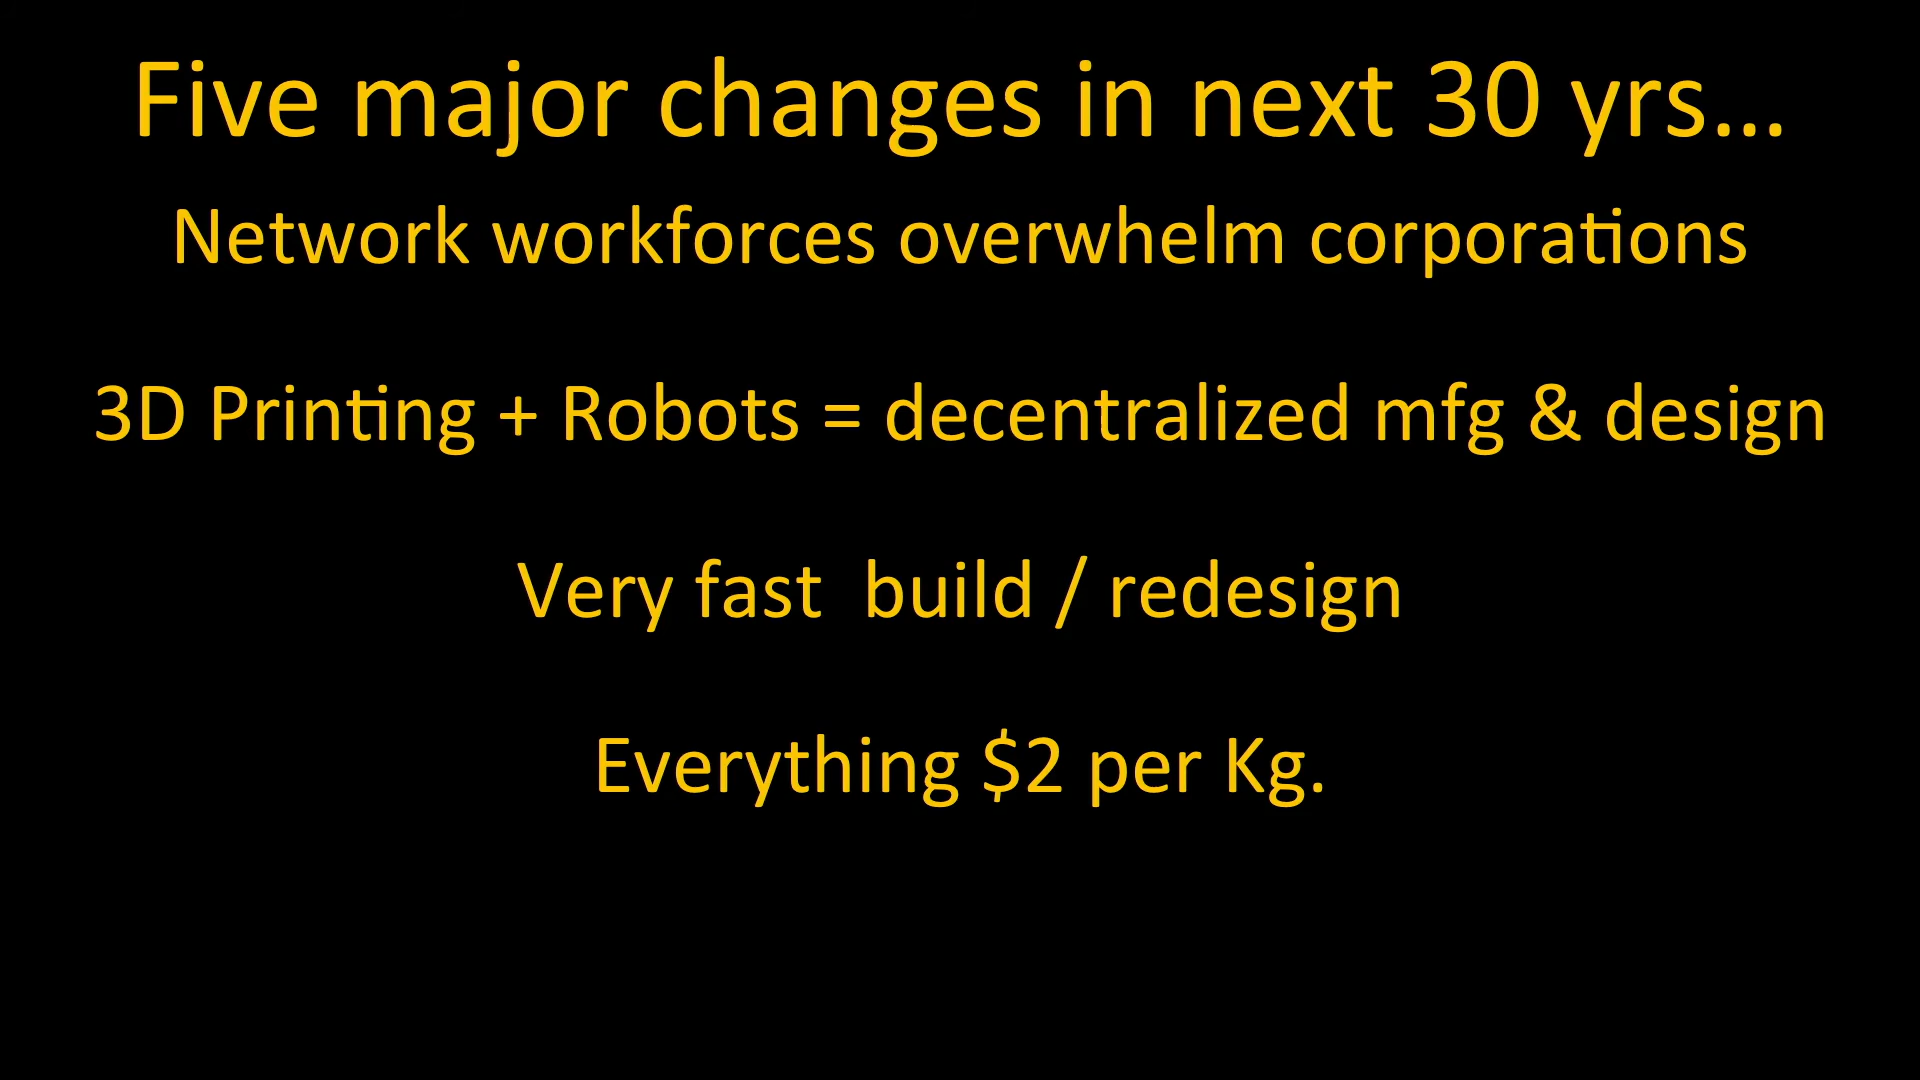 Five major changes in next 30 yrs...
Network workforces overwhelm corporations
3D Printing + Robots = decentralized mfg & design
Very fast  build / redesign
Everything $2 per Kg.